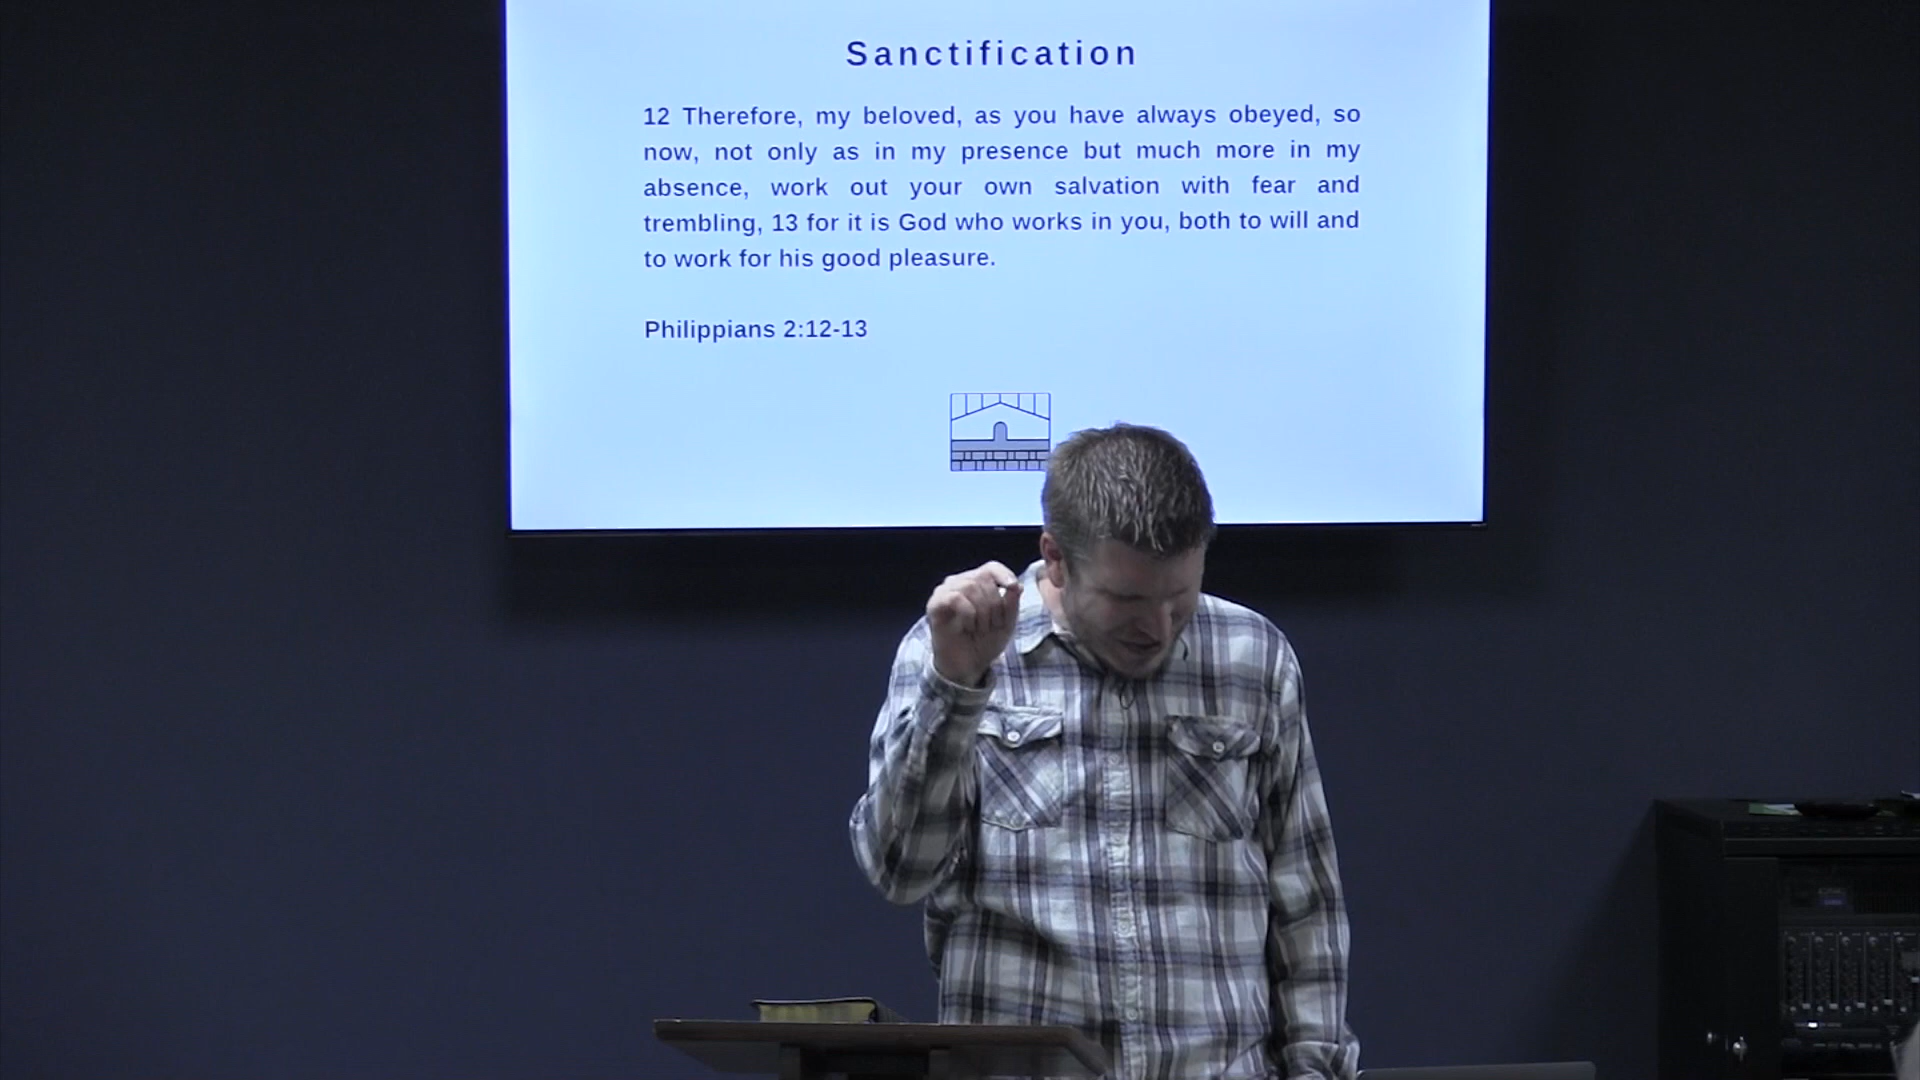 Sanctification
12 Therefore, my beloved, as you have always obeyed, so
now, not only as in my presence but much more in my
absence, work out your own salvation with fear and
trembling, 13 for it is God who works in you, both to will and
to work for his good pleasure.
Philippians 2:12-13